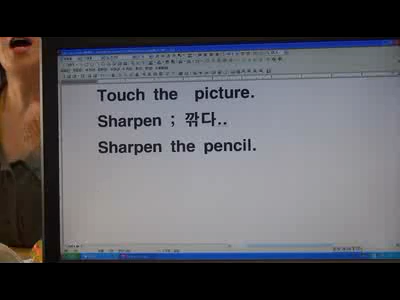 Touch the picture.
Sharpen ; 깎다..
Sharpen the pencil.